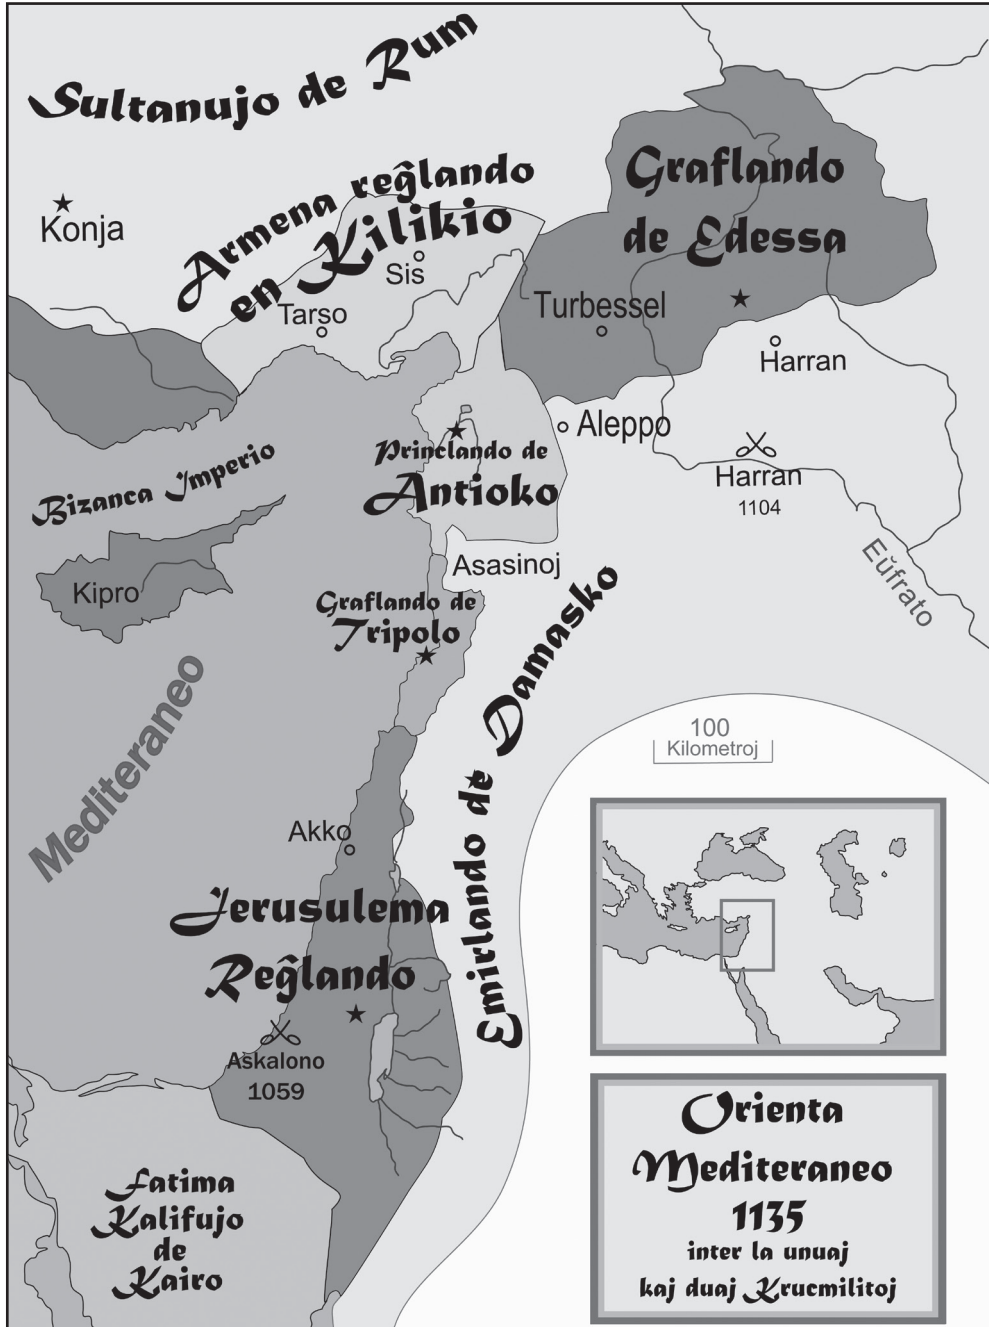 Sultanujo de Rum
Konja
Armena reĝlando
en Kilikio
Sis
Tarso
Graflando
de Edessa
Turbessel
Harran
Aleppo
Harran
1104
Eŭfrato
Princlando de
Antioko
Bizanca Imperio
Kipro
Asasinoj
Graflando de
Tripolo
Emirlando de Damasko
Mediteraneo
100
Kilometroj
Akko
Jerusulema
Reĝlando
Askalono
1059
Fatima
Kalifujo
de
Kairo
Orienta
Mediteraneo
1135
inter la unuaj
kaj duaj Krucmilitoj